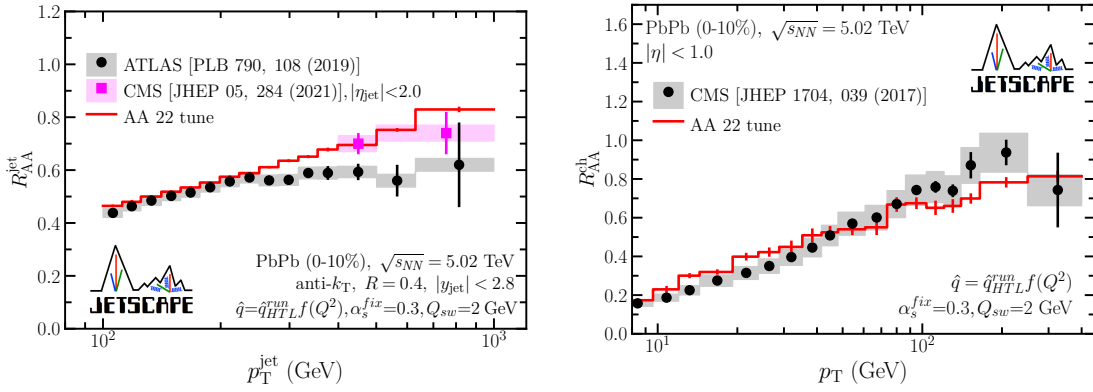 1.2
1.0
0.8
0.6
0.4
0.2
0.0
R_AA^jet
ATLAS [PLB 790, 108 (2019)]
CMS [JHEP 05, 284 (2021)],|η_jet|<2.0
AA 22 tune
PbPb (0-10%), √s_NN = 5.02 TeV
anti-k_T, R = 0.4, |y_jet| < 2.8
q̂=q̂_HTL^run f(Q²), α_s^fix=0.3, Q_sw=2 GeV
JETSCAPE
10²
10³
p_T^jet (GeV)
1.4
1.2
1.0
0.8
0.6
0.4
0.2
0.0
R_AA^ch
PbPb (0-10%), √s_NN = 5.02 TeV
|η| < 1.0
JETSCAPE
CMS [JHEP 1704, 039 (2017)]
AA 22 tune
q̂ = q̂_HTL^run f(Q²)
α_s^fix=0.3, Q_sw=2 GeV
10¹
10²
p_T (GeV)